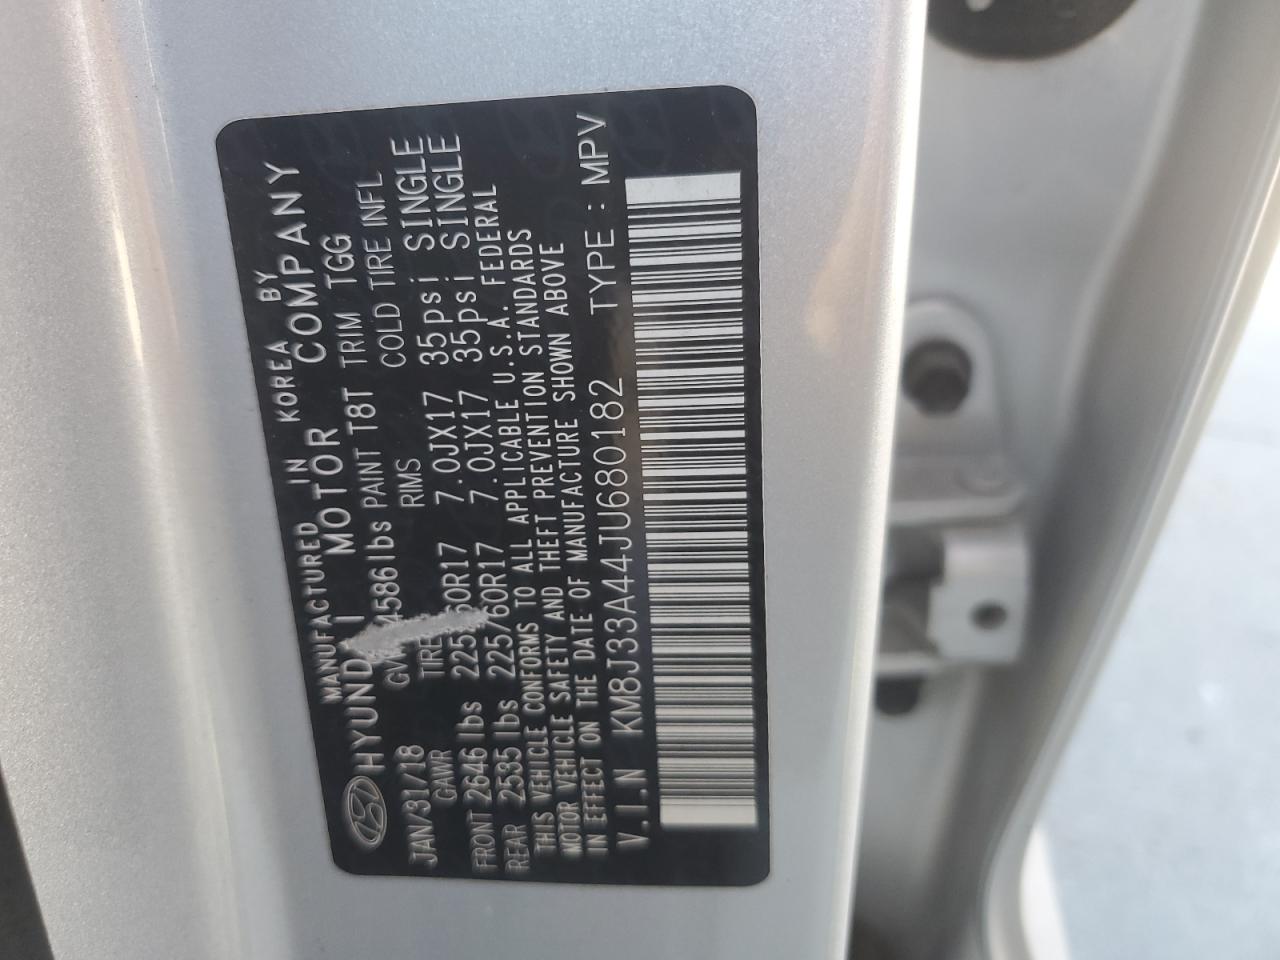 MANUFACTURED IN KOREA BY
HYUNDAI MOTOR COMPANY
JAN/31/18 4586 lbs PAINT T8T TRIM TGG
GAWR TIRE RIMS COLD TIRE INFL
FRONT 2646 lbs 7.0JX17 35psi SINGLE
REAR 2535 lbs 225/60R17 7.0JX17 35psi SINGLE
THIS VEHICLE CONFORMS TO ALL APPLICABLE U.S.A. FEDERAL
MOTOR VEHICLE SAFETY AND THEFT PREVENTION STANDARDS
IN EFFECT ON THE DATE OF MANUFACTURE SHOWN ABOVE
V.I.N KM8J33A44JU680182 TYPE : MPV